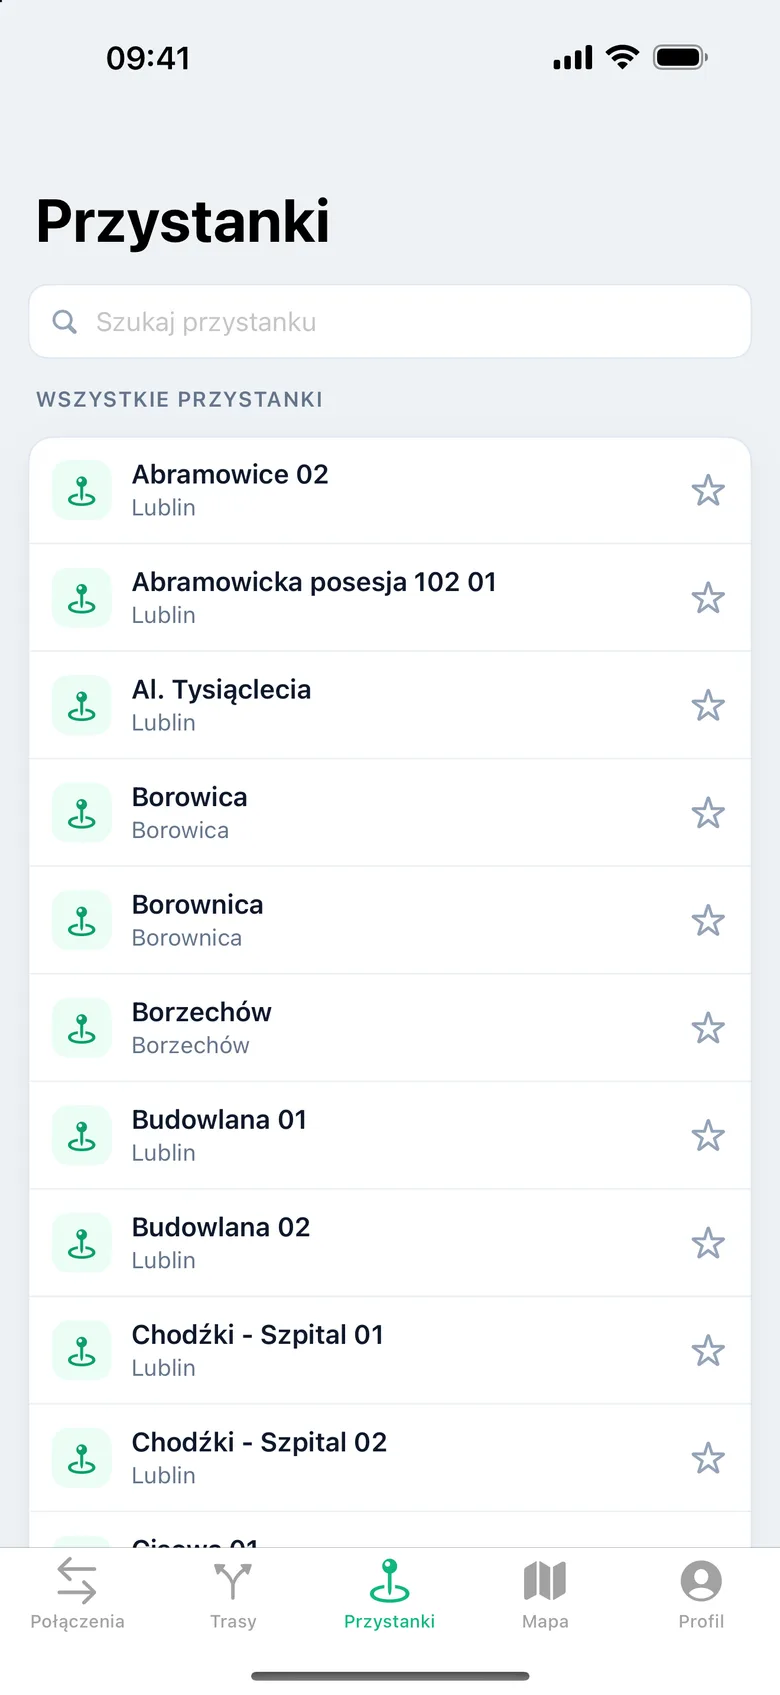 09:41
Przystanki
Szukaj przystanku
WSZYSTKIE PRZYSTANKI
Abramowice 02
Lublin
Abramowicka posesja 102 01
Lublin
Al. Tysiąclecia
Lublin
Borowica
Borowica
Borownica
Borownica
Borzechów
Borzechów
Budowlana 01
Lublin
Budowlana 02
Lublin
Chodźki - Szpital 01
Lublin
Chodźki - Szpital 02
Lublin
Połączenia
Trasy
Przystanki
Mapa
Profil